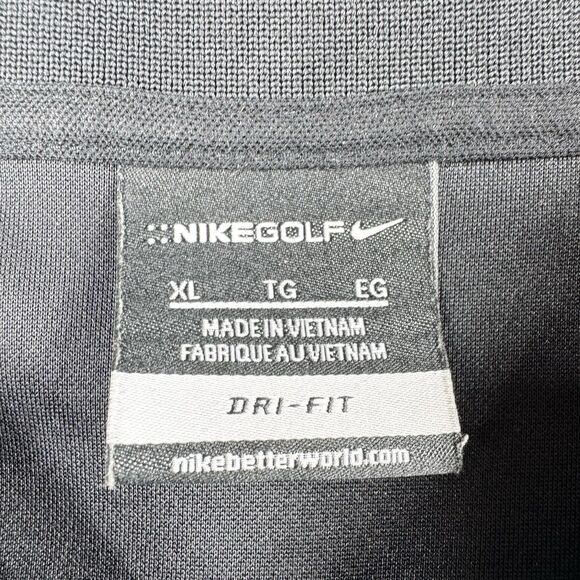 NIKEGOLF
XL TG EG
MADE IN VIETNAM
FABRIQUE AU VIETNAM
DRI-FIT
nikebetterworld.com